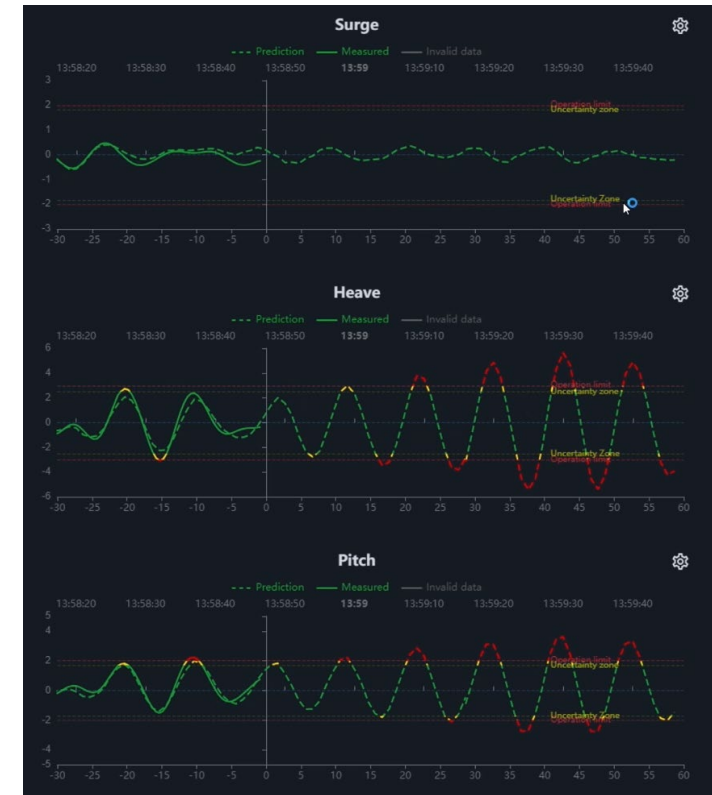 Surge
Prediction Measured Invalid data
13:58:20 13:58:30 13:58:40 13:58:50 13:59 13:59:10 13:59:20 13:59:30 13:59:40
3
Operation limit
2
Uncertainty zone
1
0
-1
Uncertainty Zone
-2
Operation limit
-3
-30 -25 -20 -15 -10 -5 0 5 10 15 20 25 30 35 40 45 50 55 60
Heave
Prediction Measured Invalid data
13:58:20 13:58:30 13:58:40 13:58:50 13:59 13:59:10 13:59:20 13:59:30 13:59:40
6
4
Operation limit
Uncertainty zone
2
0
-2
Uncertainty Zone
Operation limit
-4
-6
-30 -25 -20 -15 -10 -5 0 5 10 15 20 25 30 35 40 45 50 55 60
Pitch
Prediction Measured Invalid data
13:58:20 13:58:30 13:58:40 13:58:50 13:59 13:59:10 13:59:20 13:59:30 13:59:40
5
4
2
Operation limit
Uncertainty zone
0
Uncertainty Zone
-2
Operation limit
-4
-5
-30 -25 -20 -15 -10 -5 0 5 10 15 20 25 30 35 40 45 50 55 60